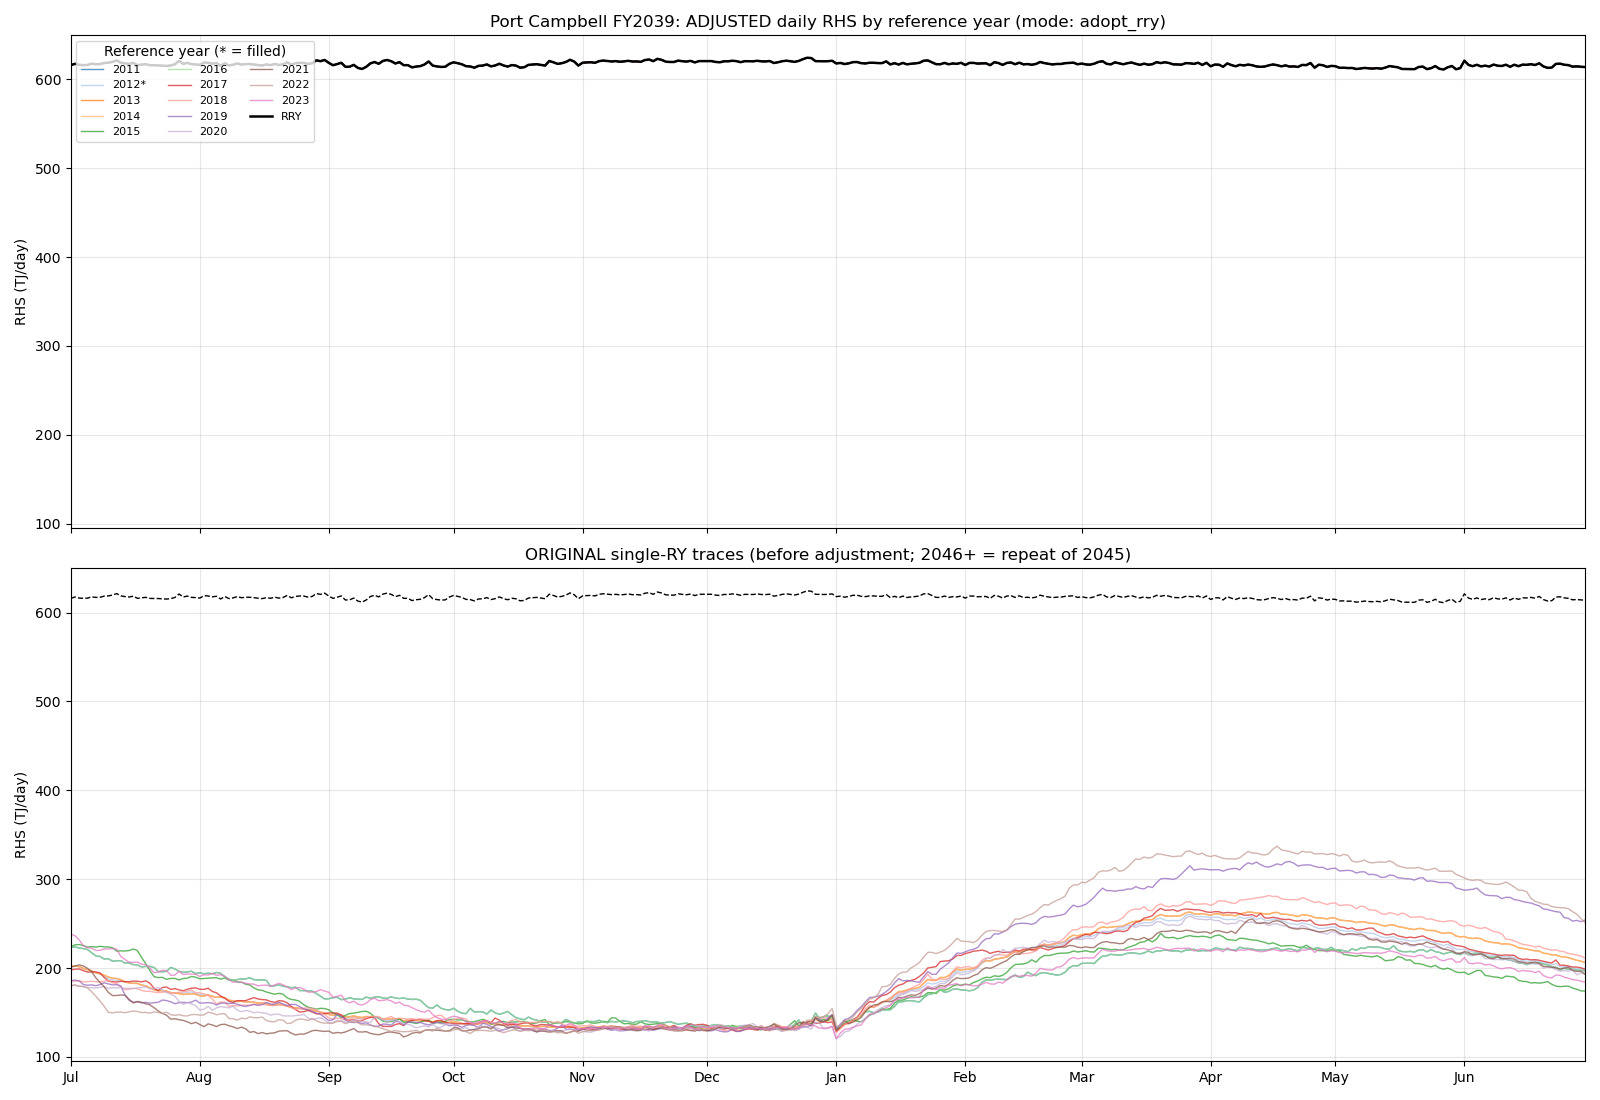 Port Campbell FY2039: ADJUSTED daily RHS by reference year (mode: adopt_rry)
Reference year (* = filled)
2011 2016 2021
2012* 2017 2022
2013 2018 2023
2014 2019 RRY
2015 2020
600
500
400
300
200
100
RHS (TJ/day)
ORIGINAL single-RY traces (before adjustment; 2046+ = repeat of 2045)
600
500
400
300
200
100
RHS (TJ/day)
Jul Aug Sep Oct Nov Dec Jan Feb Mar Apr May Jun